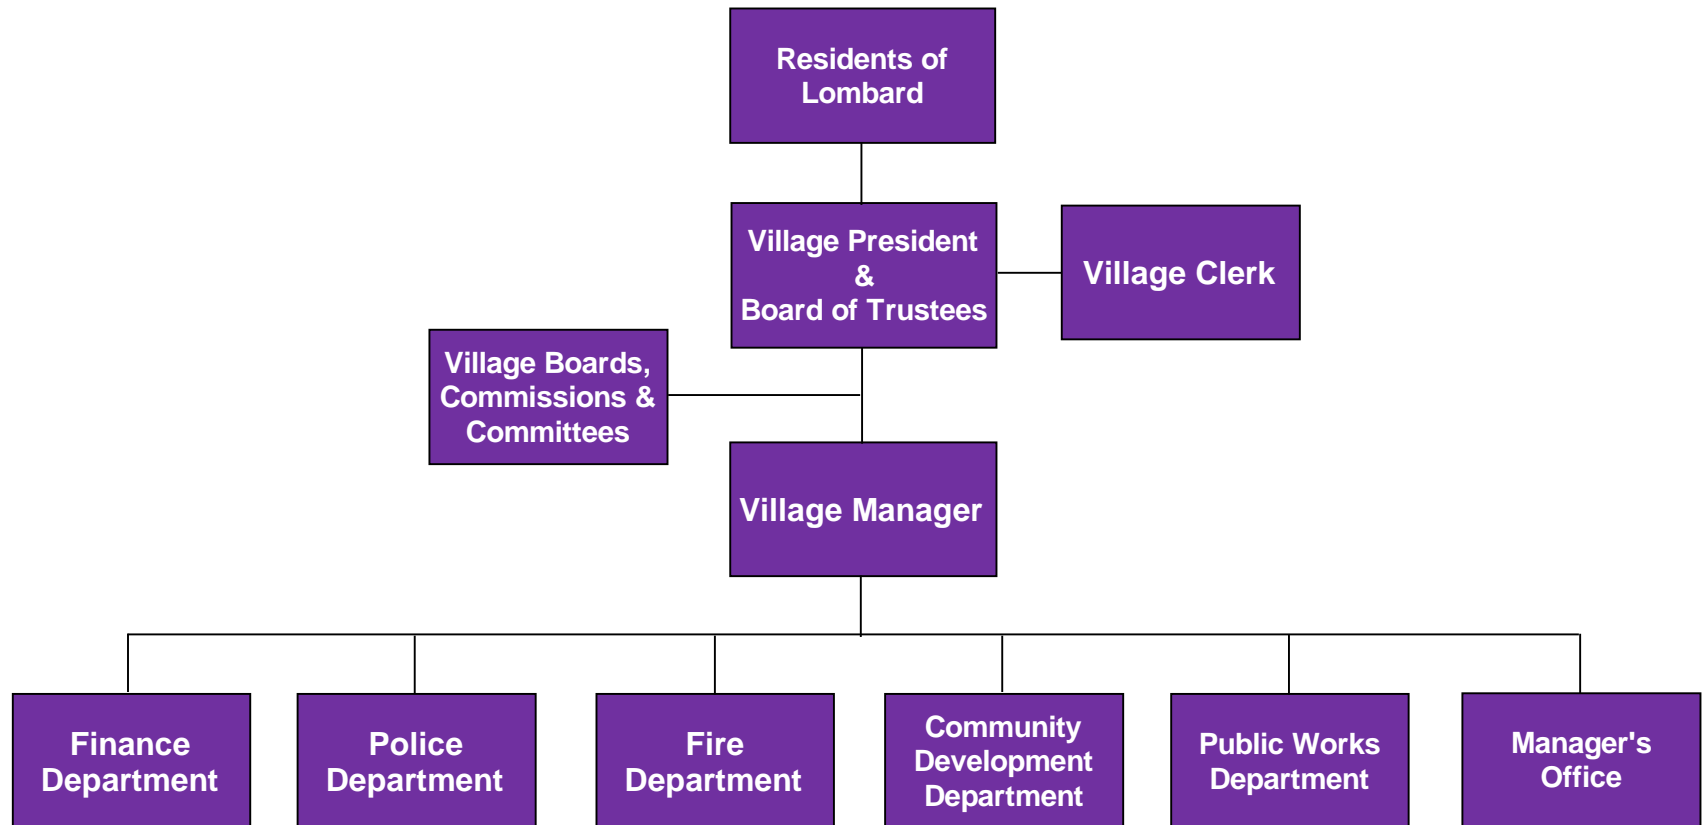 Residents of
Lombard
Village President
&
Board of Trustees
Village Clerk
Village Boards,
Commissions &
Committees
Village Manager
Finance
Department
Police
Department
Fire
Department
Community
Development
Department
Public Works
Department
Manager's
Office